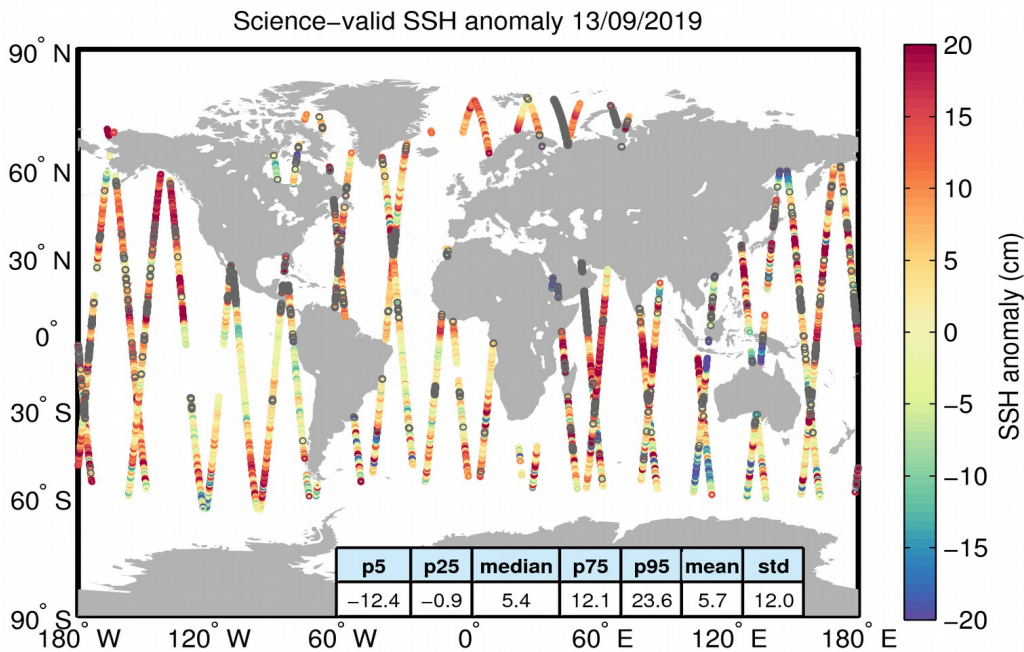 Science−valid SSH anomaly 13/09/2019
90° N
60° N
30° N
0°
30° S
60° S
90° S
180° W
120° W
60° W
0°
60° E
120° E
180° E
p5 p25 median p75 p95 mean std
−12.4 −0.9 5.4 12.1 23.6 5.7 12.0
20
15
10
5
0
−5
−10
−15
−20
SSH anomaly (cm)